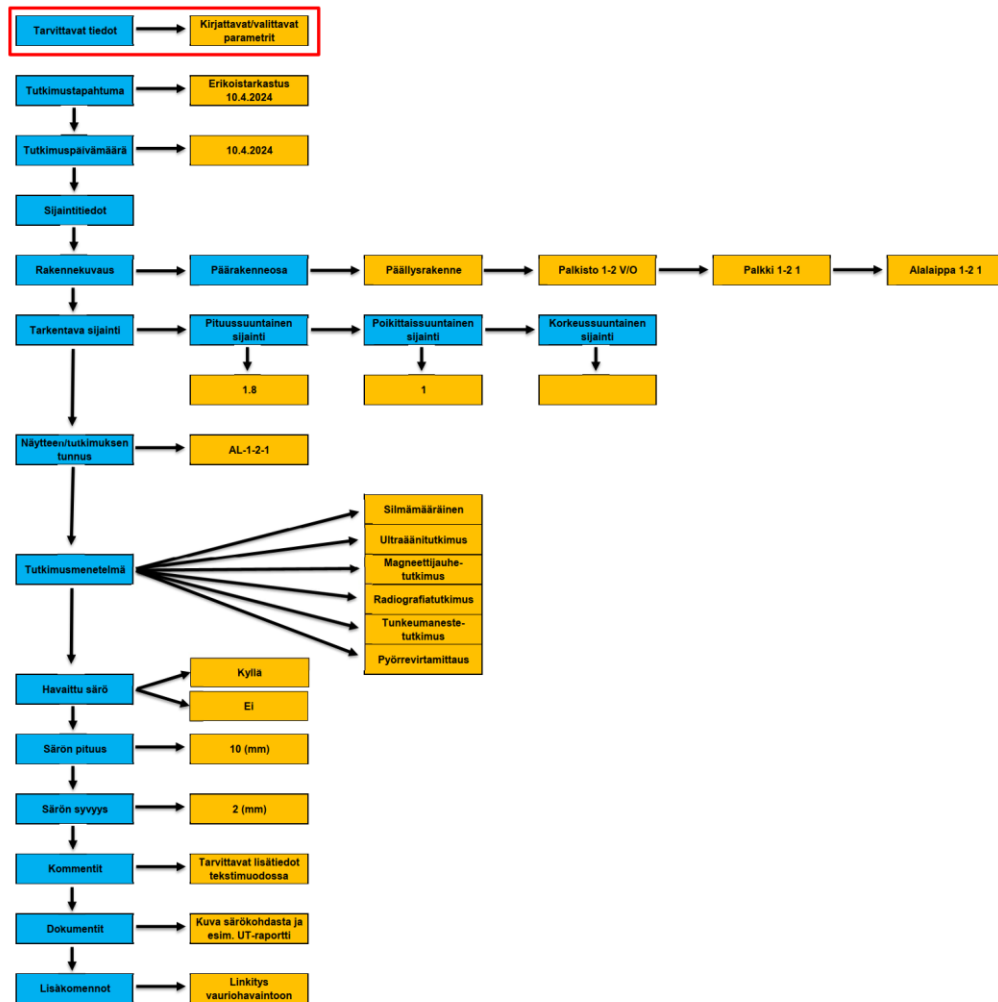 Tarvittavat tiedot
Kirjattavat/valittavat
parametrit
Tutkimustapahtuma
Erikoistarkastus
10.4.2024
Tutkimuspäivämäärä
10.4.2024
Sijaintitiedot
Rakennekuvaus
Päärakenneosa
Päällysrakenne
Palkisto 1-2 V/O
Palkki 1-2 1
Alalaippa 1-2 1
Tarkentava sijainti
Pituussuuntainen
sijainti
Poikittaissuuntainen
sijainti
Korkeussuuntainen
sijainti
1.8
1
Näytteen/tutkimuksen
tunnus
AL-1-2-1
Tutkimusmenetelmä
Silmämääräinen
Ultraäänitutkimus
Magneettijauhe-
tutkimus
Radiografiatutkimus
Tunkeumaneste-
tutkimus
Pyörrevirtamittaus
Havaittu särö
Kyllä
Ei
Särön pituus
10 (mm)
Särön syvyys
2 (mm)
Kommentit
Tarvittavat lisätiedot
tekstimuodossa
Dokumentit
Kuva särökohdasta ja
esim. UT-raportti
Lisäkomennot
Linkitys
vauriohavaintoon